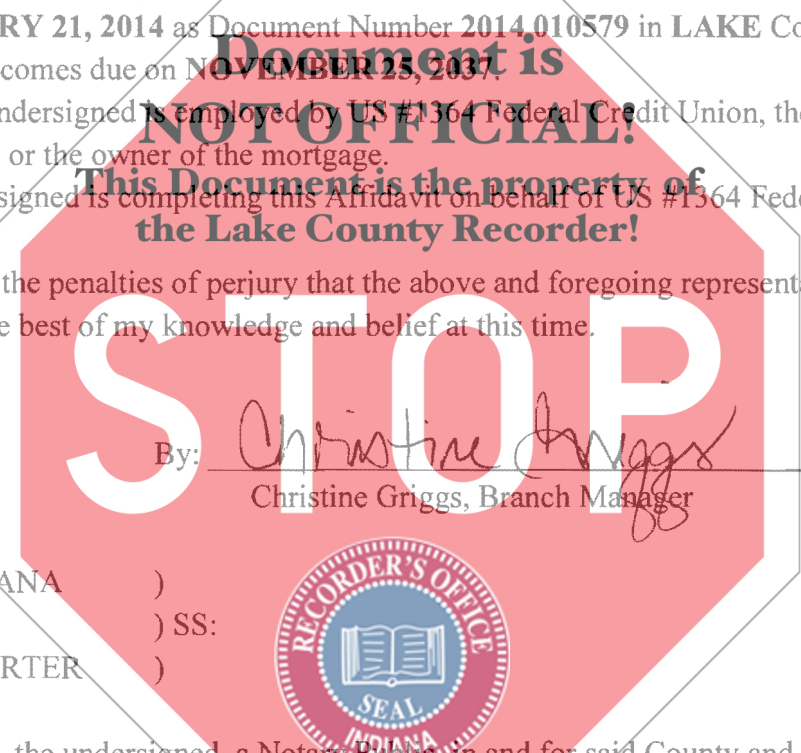 RY 21, 2014 as Document Number 2014 010579 in LAKE Co
comes due on NOVEMBER 25, 2037.
Document is
ndersigned is employed by US #1364 Federal Credit Union, the
NOT OFFICIAL!
or the owner of the mortgage.
This Document is the property of
signed is completing this Affidavit on behalf of US #1364 Fede
the Lake County Recorder!
the penalties of perjury that the above and foregoing represent
e best of my knowledge and belief at this time.
STOP
By: Christine Griggs
Christine Griggs, Branch Manager
ANA )
) SS:
RTER )
RECORDER'S OFFICE
SEAL
INDIANA
the undersigned, a Notary Public, in and for said County and